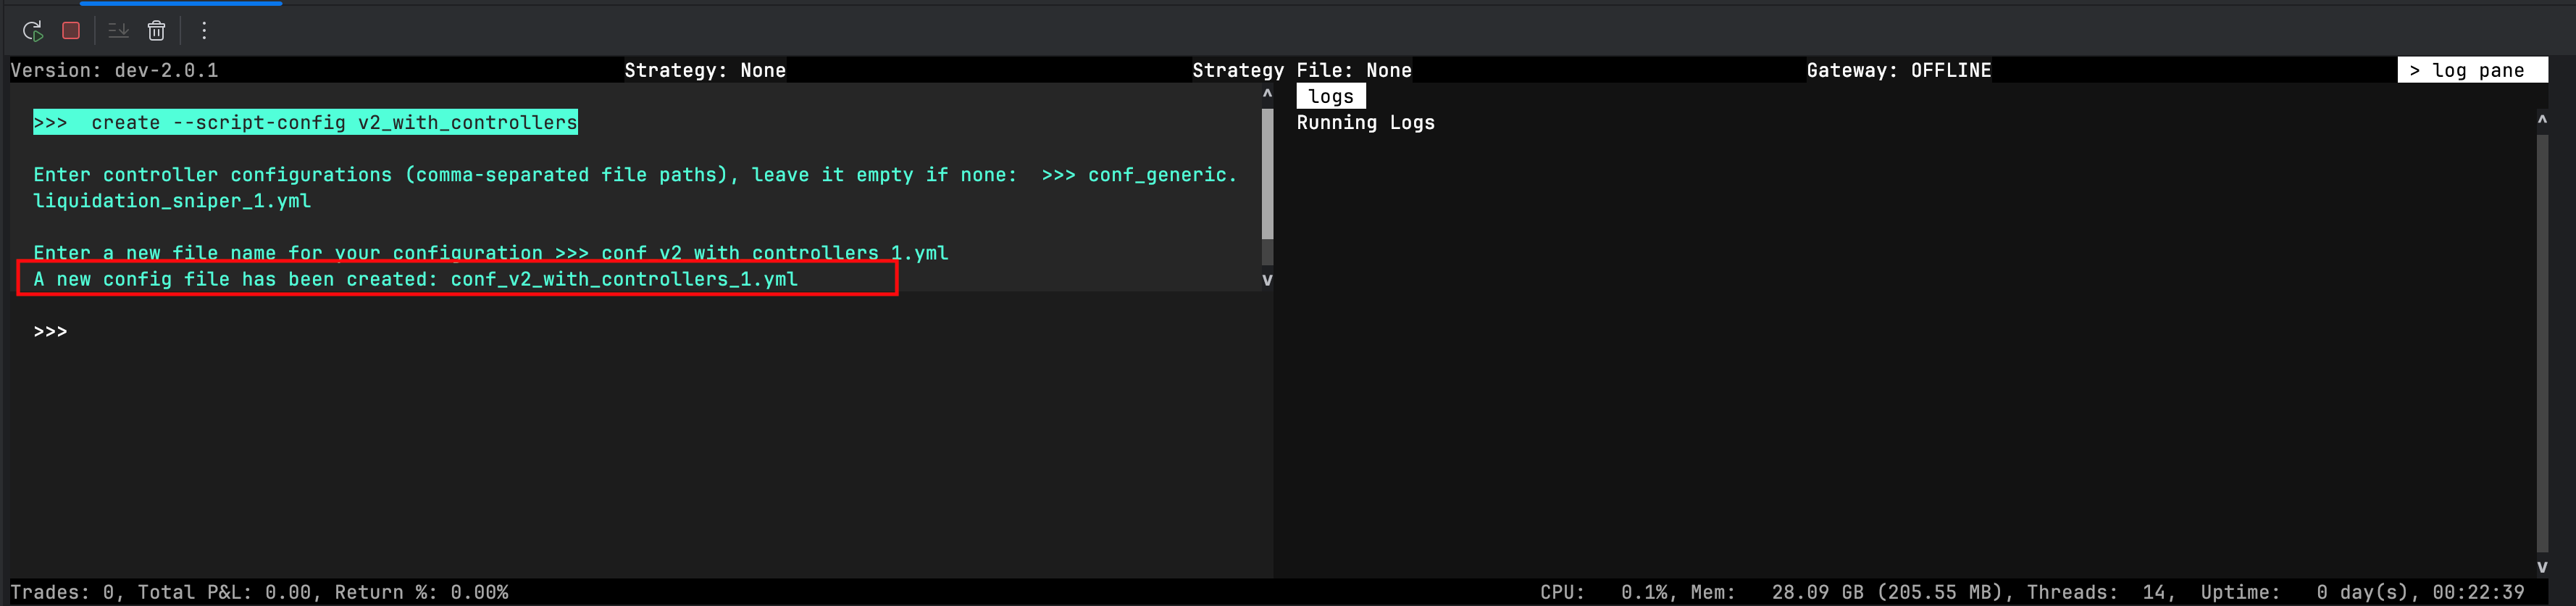 Version: dev-2.0.1 Strategy: None Strategy File: None Gateway: OFFLINE > log pane
>>> create --script-config v2_with_controllers
Enter controller configurations (comma-separated file paths), leave it empty if none: >>> conf_generic.
liquidation_sniper_1.yml
Enter a new file name for your configuration >>> conf_v2_with_controllers_1.yml
A new config file has been created: conf_v2_with_controllers_1.yml
>>>
logs
Running Logs
Trades: 0, Total P&L: 0.00, Return %: 0.00% CPU: 0.1%, Mem: 28.09 GB (205.55 MB), Threads: 14, Uptime: 0 day(s), 00:22:39